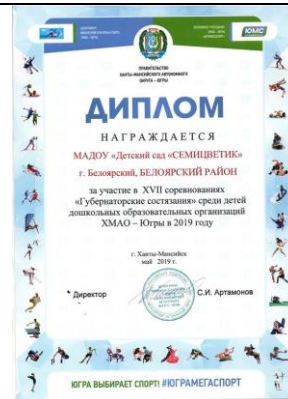 ЮМС
ПРАВИТЕЛЬСТВО
ХАНТЫ-МАНСИЙСКОГО АВТОНОМНОГО
ОКРУГА – ЮГРЫ
ДИПЛОМ
НАГРАЖДАЕТСЯ
МАДОУ «Детский сад «СЕМИЦВЕТИК»
г. Белоярский, БЕЛОЯРСКИЙ РАЙОН
за участие в XVII соревнованиях
«Губернаторские состязания» среди детей
дошкольных образовательных организаций
ХМАО – Югры в 2019 году
г. Ханты-Мансийск
май 2019 г.
Директор
С.И. Артамонов
ЮГРА ВЫБИРАЕТ СПОРТ! #ЮГРАМЕГАСПОРТ